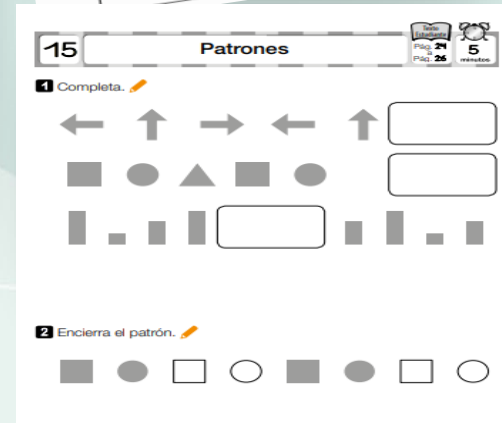 15
Patrones
Texto
Estudiante
Pág. 24
a
Pág. 26
5
minutos
1 Completa.
2 Encierra el patrón.